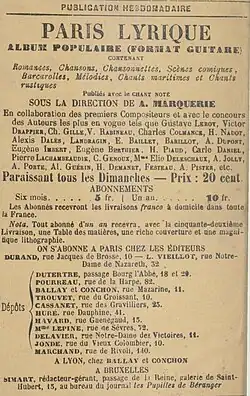 PUBLICATION HEBDOMADAIRE
PARIS LYRIQUE
ALBUM POPULAIRE (FORMAT GUITARE)
CONTENANT
Romances, Chansons, Chansonnettes, Scènes comiques,
Barcarolles, Mélodies, Chants maritimes et Chants
rustiques
Publiés avec le CHANT NOTÉ
SOUS LA DIRECTION DE A. MARQUERIE
En collaboration des premiers Compositeurs et avec le concours
des Auteurs les plus en vogue tels que Gustave LEROY, Victor
DRAPPIER, Ch. GILLE, V. RABINEAU, Charles COLMANCE, H. NADOT,
Alexis DALÈS, LANDRAGIN, E. BAILLET, BARILLOT, A. DUPONT,
Eugène IMBERT, Eugène BERTHIER, H. PIAUD, Carlo DANIEL,
Pierre LACHAMBEAUDIE, C. GENOUX, Mme Elie DELESCHAUX, A. JOLLY,
A. PORTE, Al. GUÉRIN, H. DEMANET, FESTEAU, A. PISTER, etc.
Paraissant tous les Dimanches — Prix : 20 cent.
ABONNEMENTS
Six mois. . . . 5 fr. | Un an. . . . . 10 fr.
Les Abonnés recevront les livraisons franco à domicile dans toute
la France.
Nota. Tout abonné d'un an recevra, avec la cinquante-deuxième
Livraison, une Table des matières, une riche couverture et une magnifique
lithographie.
ON S'ABONNE A PARIS CHEZ LES ÉDITEURS
DURAND, rue Jacques de Brosse, 10 — L. VIEILLOT, rue Notre-
Dame de Nazareth, 32
Dépôts
DUTERTRE, passage Bourg l'Abbé, 18 et 20.
POURREAU, rue de la Harpe, 82.
BALLAY et CONCHON, rue Mazarine, 11.
TROUVET, rue du Croissant, 10.
CASSANET, rue des Gravilliers, 25.
HURE, rue Dauphine, 41.
HAVARD, rue Guénégaud, 15.
Mme LEPINE, rue de Sèvres, 72.
DELAVIER, rue Notre-Dame des Victoires, 11.
JONDE, rue du Vieux Colombier, 10.
MARCHAND, rue de Rivoli, 140.
A LYON, chez BALLAY et CONCHON
A BRUXELLES
SIMART, rédacteur-gérant, passage de la Reine, galerie de Saint-
Hubert, 15, au bureau du journal les Pupilles de Béranger